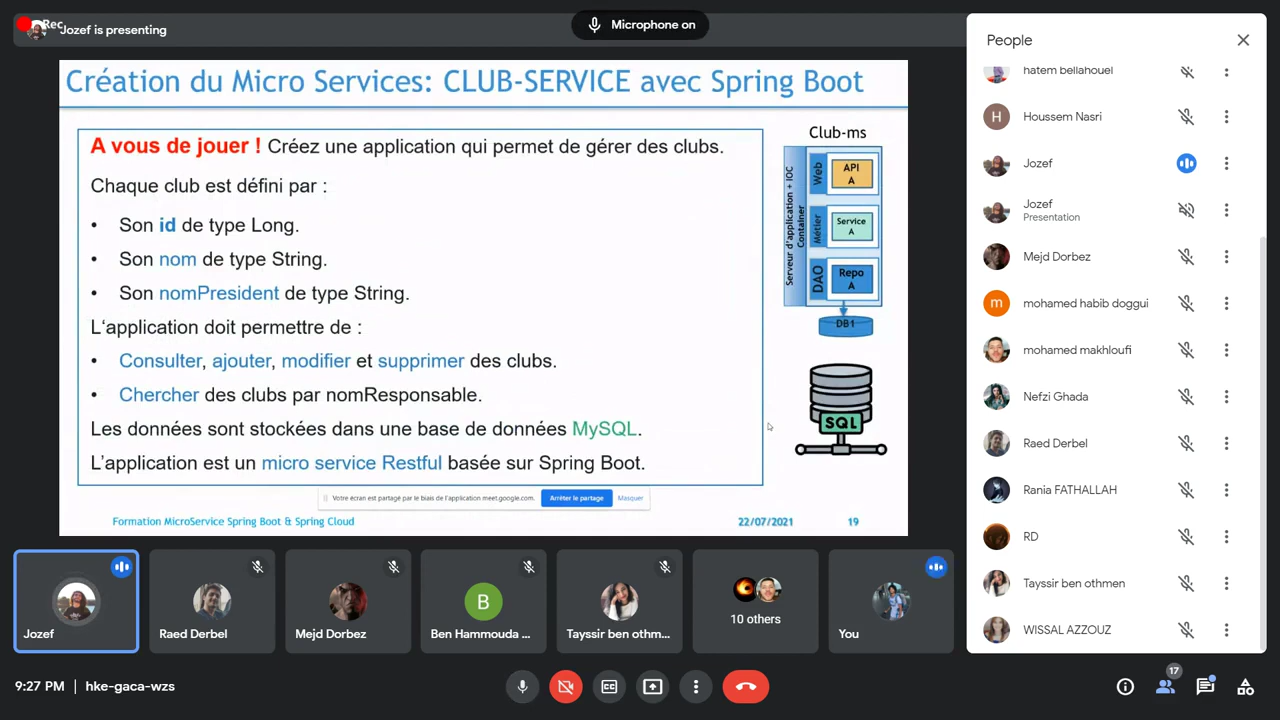 Rec
Jozef is presenting
Microphone on
Création du Micro Services: CLUB-SERVICE avec Spring Boot
A vous de jouer ! Créez une application qui permet de gérer des clubs.
Chaque club est défini par :
• Son id de type Long.
• Son nom de type String.
• Son nomPresident de type String.
L'application doit permettre de :
• Consulter, ajouter, modifier et supprimer des clubs.
• Chercher des clubs par nomResponsable.
Les données sont stockées dans une base de données MySQL.
L'application est un micro service Restful basée sur Spring Boot.
Club-ms
Serveur d'application + IOC
Container
Web
API
A
Métier
Service
A
DAO
Repo
A
DB1
SQL
Votre écran est partagé par le biais de l'application meet.google.com.
Arrêter le partage
Masquer
Formation MicroService Spring Boot & Spring Cloud
22/07/2021
19
People
hatem bellahouel
H
Houssem Nasri
Jozef
Jozef
Presentation
Mejd Dorbez
m
mohamed habib doggui
mohamed makhloufi
Nefzi Ghada
Raed Derbel
Rania FATHALLAH
RD
Tayssir ben othmen
WISSAL AZZOUZ
Jozef
Raed Derbel
Mejd Dorbez
B
Ben Hammouda ...
Tayssir ben othm...
10 others
You
9:27 PM | hke-gaca-wzs
CC
17